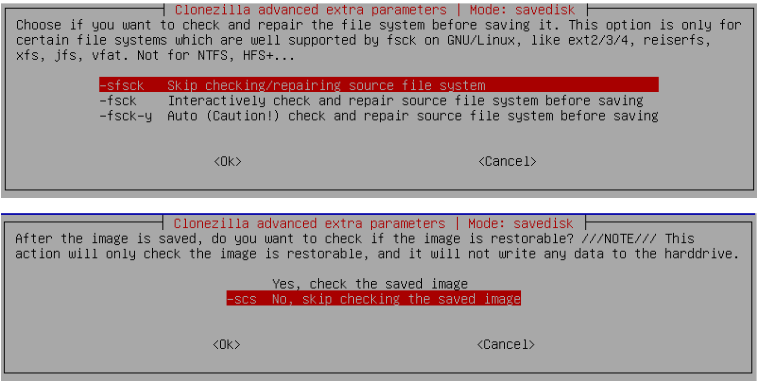 Clonezilla advanced extra parameters | Mode: savedisk
Choose if you want to check and repair the file system before saving it. This option is only for
certain file systems which are well supported by fsck on GNU/Linux, like ext2/3/4, reiserfs,
xfs, jfs, vfat. Not for NTFS, HFS+...
-sfsck Skip checking/repairing source file system
-fsck Interactively check and repair source file system before saving
-fsck-y Auto (Caution!) check and repair source file system before saving
<Ok> <Cancel>
Clonezilla advanced extra parameters | Mode: savedisk
After the image is saved, do you want to check if the image is restorable? ///NOTE/// This
action will only check the image is restorable, and it will not write any data to the harddrive.
Yes, check the saved image
-scs No, skip checking the saved image
<Ok> <Cancel>